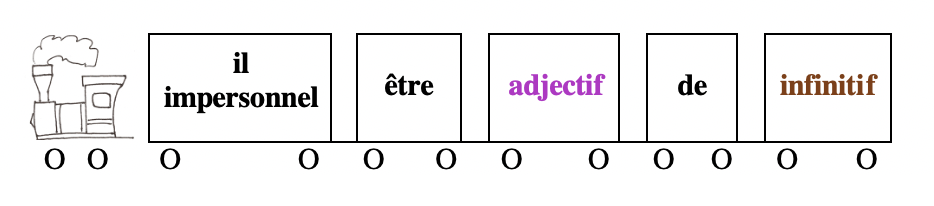 il
impersonnel
être
adjectif
de
infinitif
O O O O O O O O O O O O